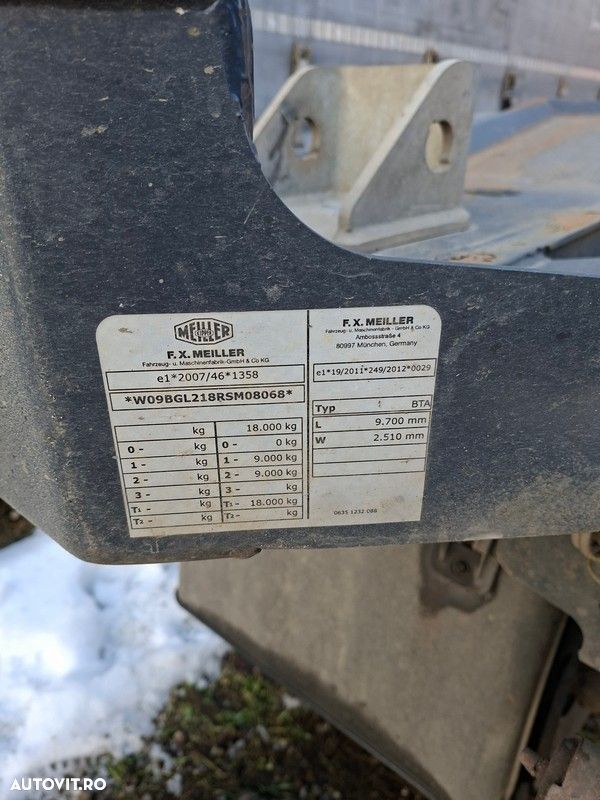 MEILLER
KIPPER
F.X. MEILLER
Fahrzeug- u. Maschinenfabrik-GmbH & Co KG
e1*2007/46*1358
*W09BGL218RSM08068*
kg 18.000 kg
0 - kg 0 - 0 kg
1 - kg 1 - 9.000 kg
2 - kg 2 - 9.000 kg
3 - kg 3 - kg
T1 - kg T1 - 18.000 kg
T2 - kg T2 - kg
F.X. MEILLER
Fahrzeug- u. Maschinenfabrik - GmbH & Co KG
Ambossstraße 4
80997 München, Germany
e1*19/2011*249/2012*0029
Typ BTA
L 9.700 mm
W 2.510 mm
0635 1232 088
AUTOVIT.RO